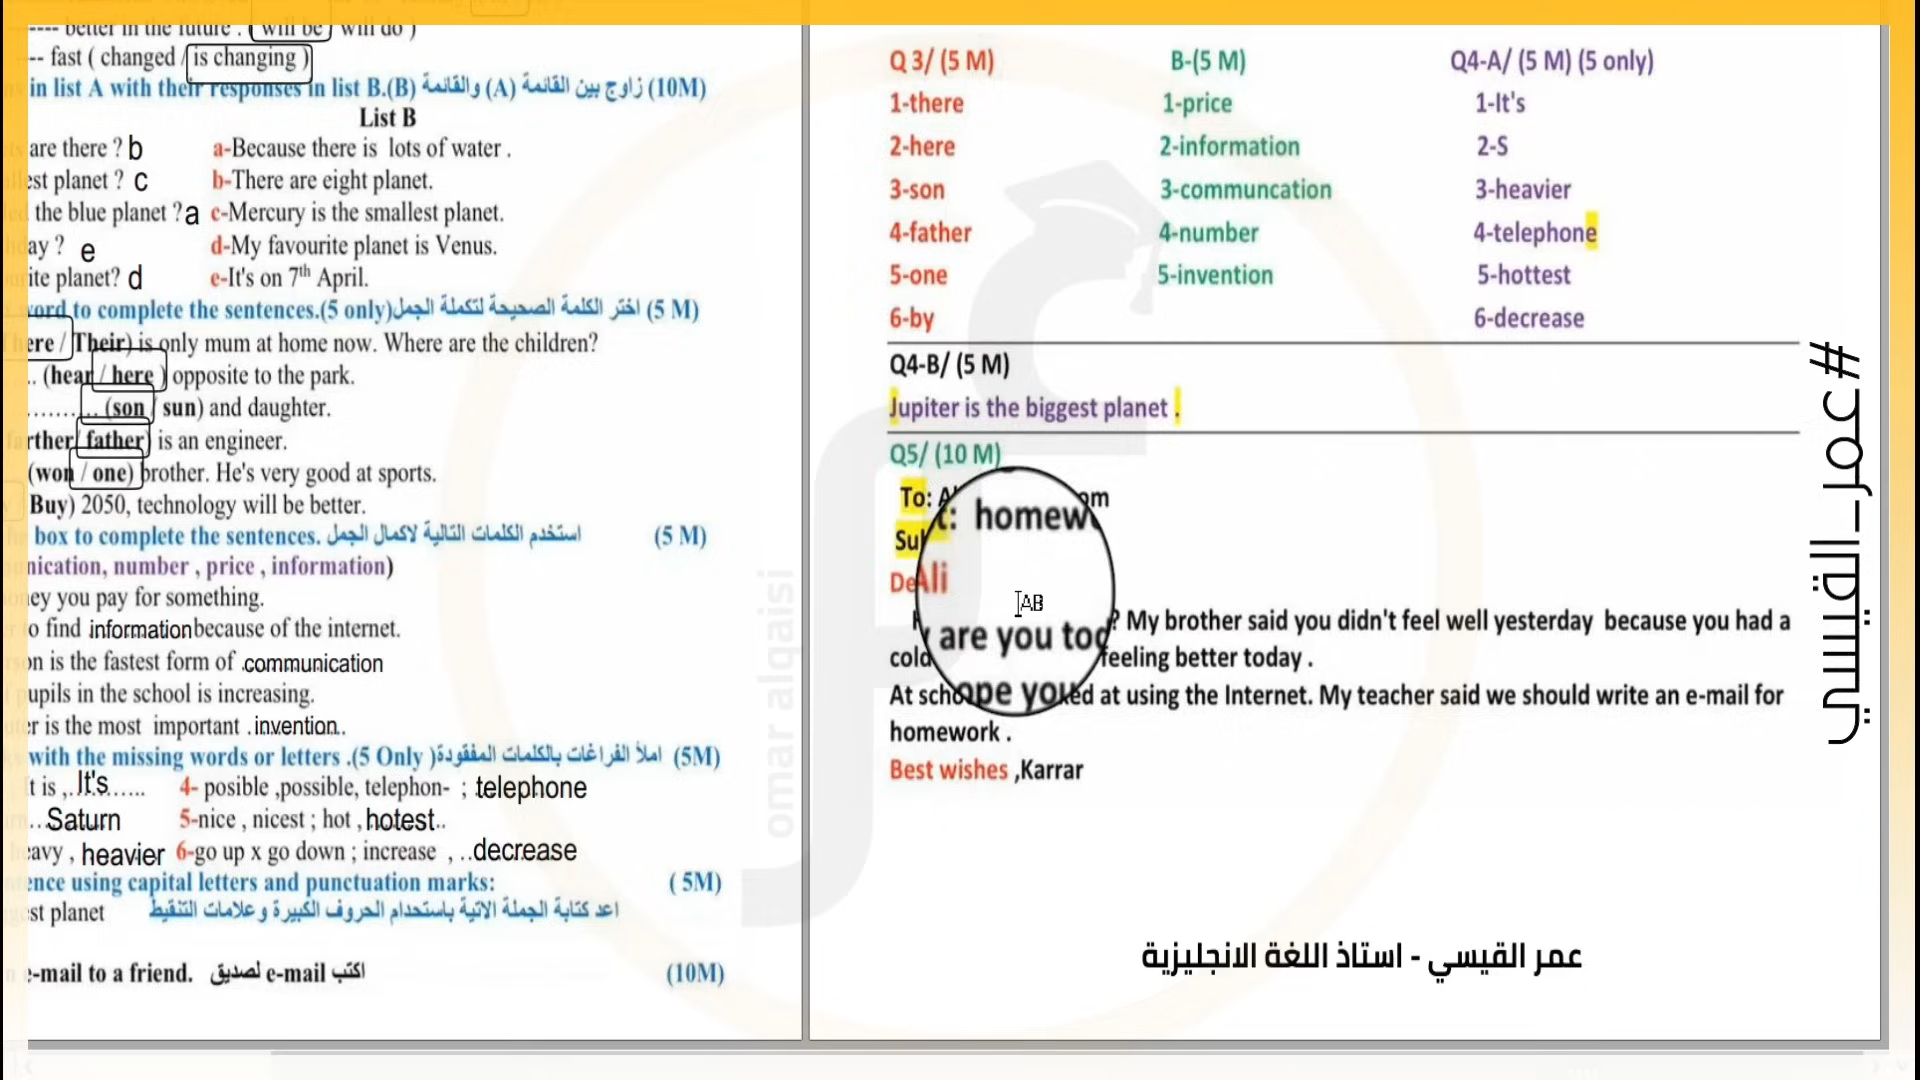 ---- better in the future . ( will be / will do )
-- fast ( changed / is changing )
in list A with their responses in list B.(B) زاوج بين القائمة (A) والقائمة (10M)
List B
are there ? b a-Because there is lots of water .
est planet ? c b-There are eight planet.
the blue planet ? a c-Mercury is the smallest planet.
ay ? e d-My favourite planet is Venus.
ite planet? d e-It's on 7th April.
word to complete the sentences.(5 only)اختر الكلمة الصحيحة لتكملة الجمل (5 M)
ere / Their) is only mum at home now. Where are the children?
.. (hear / here ) opposite to the park.
.......... (son / sun) and daughter.
rther/ father) is an engineer.
(won / one) brother. He's very good at sports.
Buy) 2050, technology will be better.
box to complete the sentences. استخدم الكلمات التالية لاكمال الجمل (5 M)
nication, number , price , information)
ey you pay for something.
o find information because of the internet.
on is the fastest form of .communication
pupils in the school is increasing.
r is the most important .invention..
with the missing words or letters .(5 Only )املأ الفراغات بالكلمات المفقودة (5M)
t is ,..It's...... 4- posible ,possible, telephon- ; telephone
...Saturn 5-nice , nicest ; hot , hotest..
eavy , heavier 6-go up x go down ; increase , ..decrease
ence using capital letters and punctuation marks: ( 5M)
st planet اعد كتابة الجملة الاتية باستخدام الحروف الكبيرة وعلامات التنقيط
e-mail to a friend. اكتب e-mail لصديق (10M)
Q 3/ (5 M) B-(5 M) Q4-A/ (5 M) (5 only)
1-there 1-price 1-It's
2-here 2-information 2-S
3-son 3-communcation 3-heavier
4-father 4-number 4-telephone
5-one 5-invention 5-hottest
6-by 6-decrease
Q4-B/ (5 M)
Jupiter is the biggest planet .
Q5/ (10 M)
To: A om
Su t: homew
De Ali
AB
are you tod ? My brother said you didn't feel well yesterday because you had a
cold feeling better today .
At scho ope you ed at using the Internet. My teacher said we should write an e-mail for
homework .
Best wishes ,Karrar
عمر القيسي - استاذ اللغة الانجليزية
#عمر_القيسي
omar alqaisi